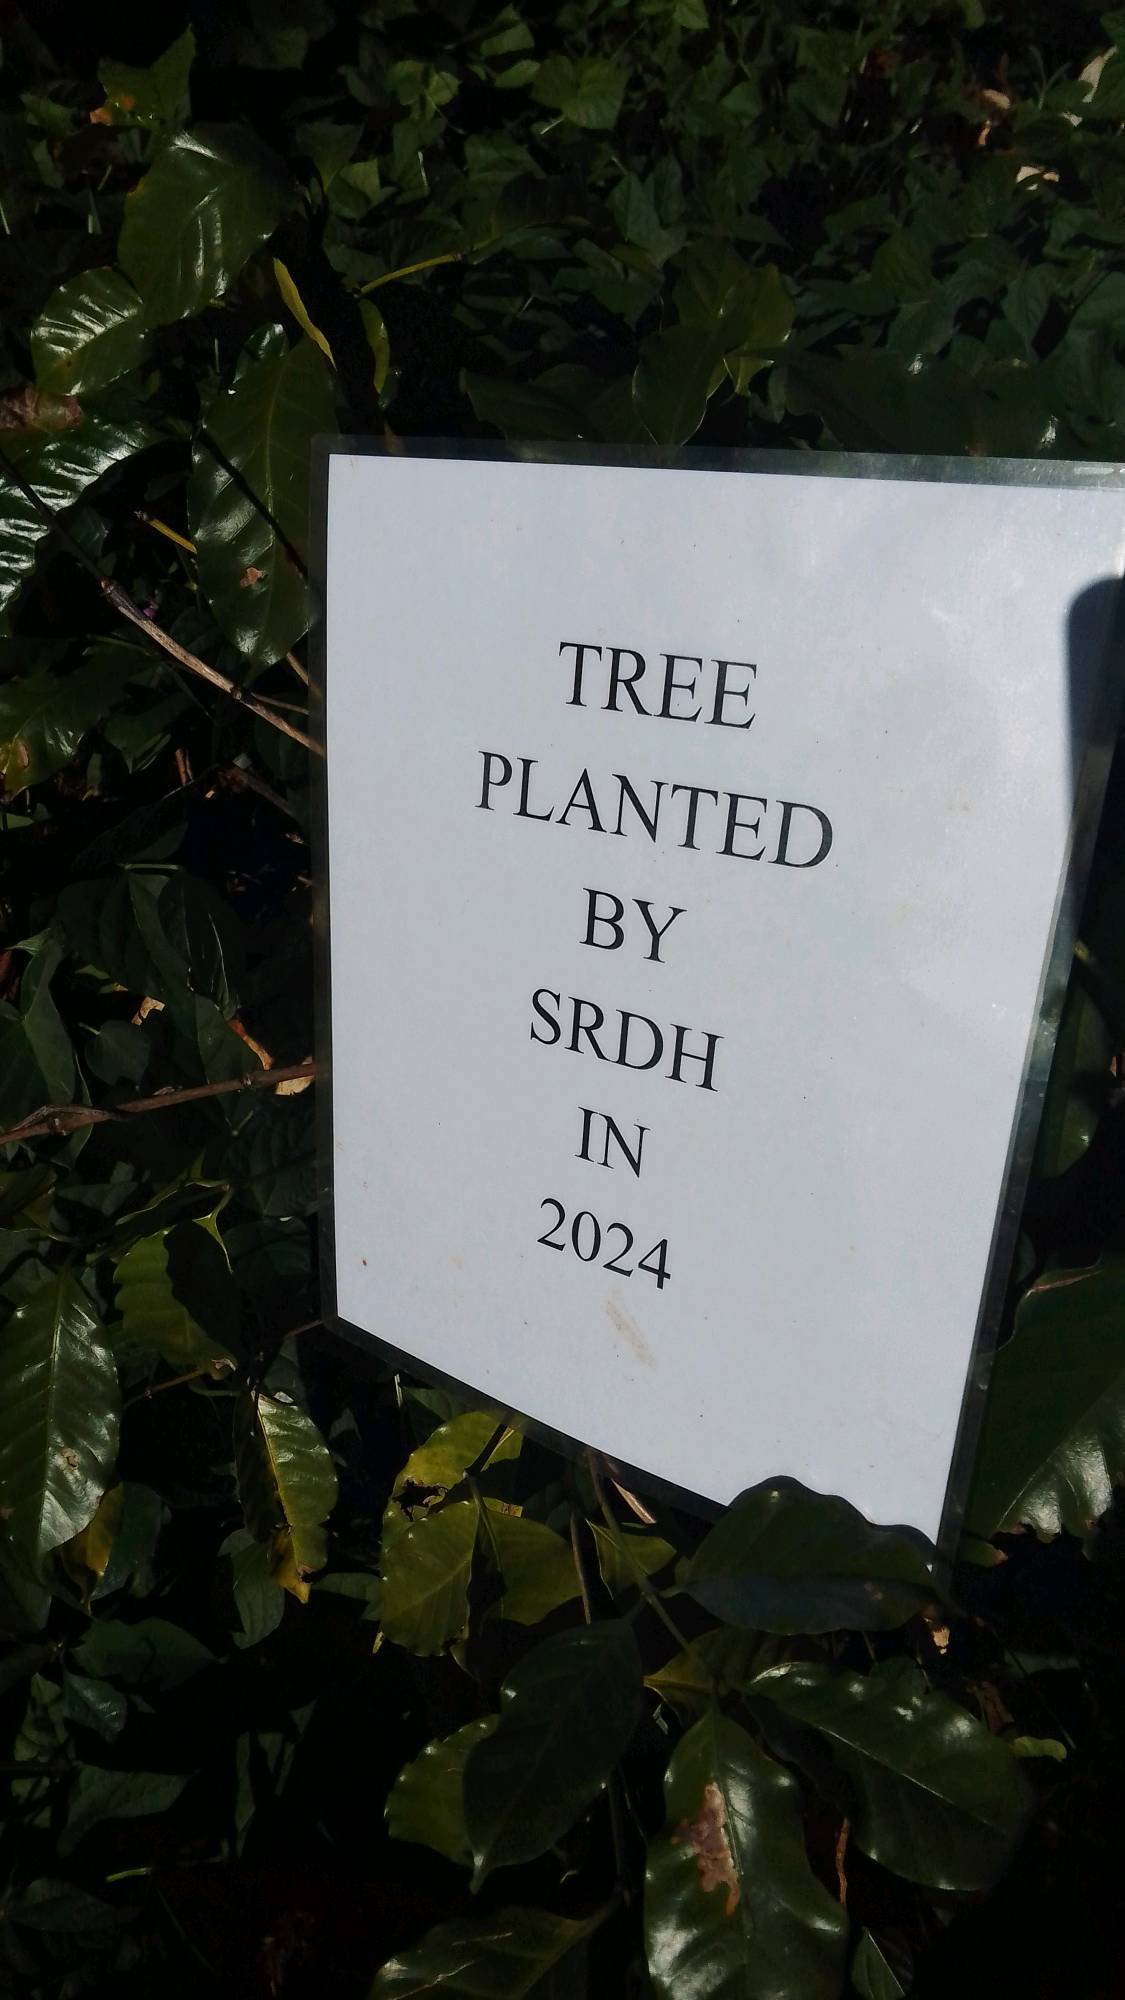 TREE
PLANTED
BY
SRDH
IN
2024